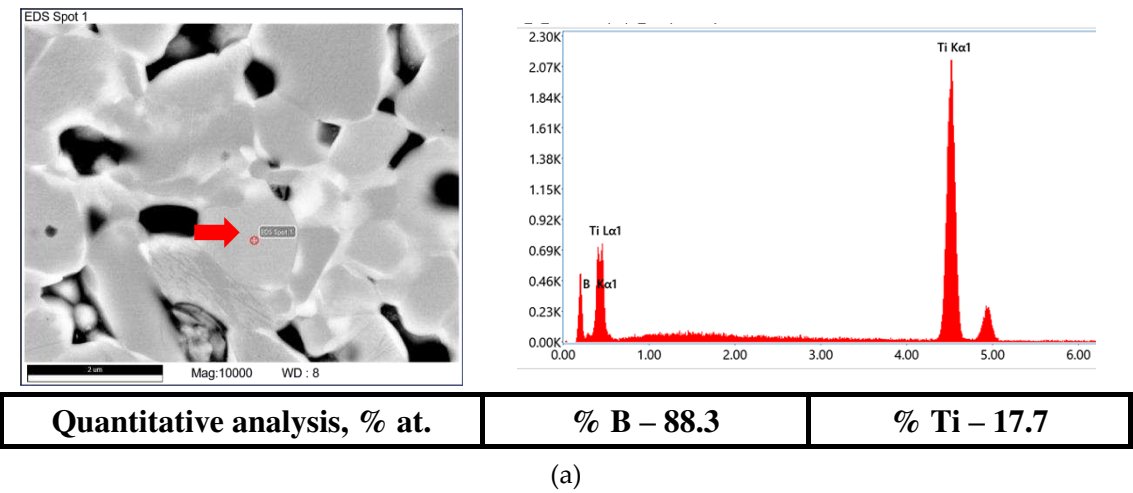 EDS Spot 1
EDS Spot 1
2 um
Mag:10000 WD : 8
2.30K
2.07K
1.84K
1.61K
1.38K
1.15K
0.92K
0.69K
0.46K
0.23K
0.00K
Ti Kα1
Ti Lα1
B Kα1
0.00 1.00 2.00 3.00 4.00 5.00 6.00
Quantitative analysis, % at. % B – 88.3 % Ti – 17.7
(a)